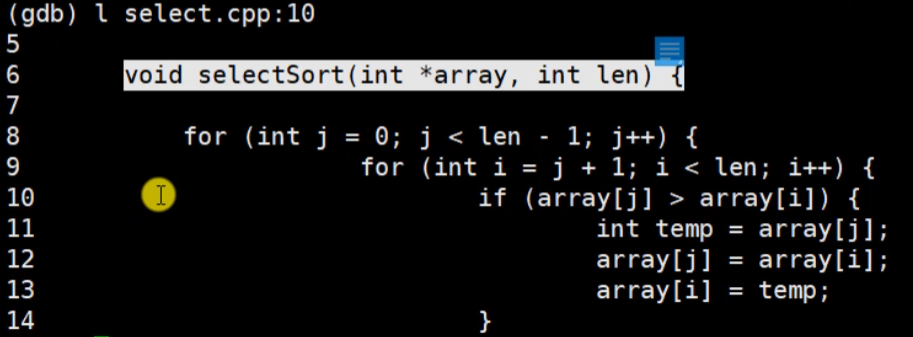 (gdb) l select.cpp:10
5
6 void selectSort(int *array, int len) {
7
8 for (int j = 0; j < len - 1; j++) {
9 for (int i = j + 1; i < len; i++) {
10 if (array[j] > array[i]) {
11 int temp = array[j];
12 array[j] = array[i];
13 array[i] = temp;
14 }